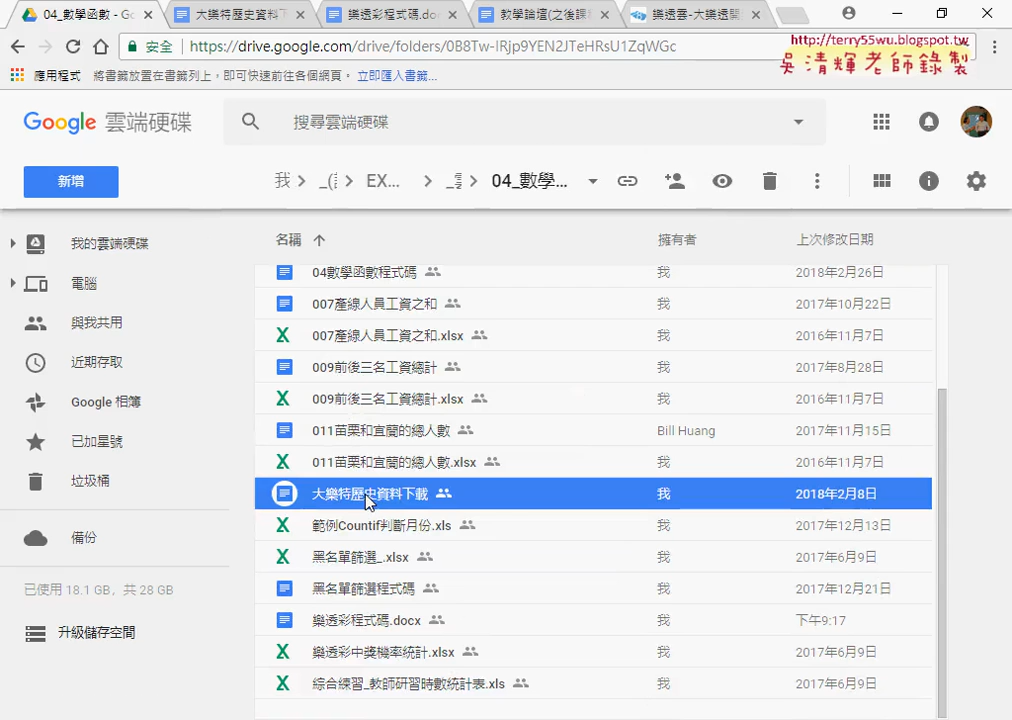 04_數學函數 - G
大樂特歷史資料下
樂透彩程式碼.doc
教學論壇(之後課
樂透雲-大樂透開
安全
https://drive.google.com/drive/folders/0B8Tw-IRjp9YEN2JTeHRsU1ZqWGc
http://terry55wu.blogspot.tw
吳清輝老師錄製
應用程式
將書籤放置在書籤列上，即可快速前往各個網頁。
立即匯入書籤...
Google 雲端硬碟
搜尋雲端硬碟
新增
我 > _(말 > EX... > > 04_數學...
我的雲端硬碟
電腦
與我共用
近期存取
Google 相簿
已加星號
垃圾桶
備份
已使用 18.1 GB，共 28 GB
升級儲存空間
名稱 擁有者 上次修改日期
04數學函數程式碼 我 2018年2月26日
007產線人員工資之和 我 2017年10月22日
007產線人員工資之和.xlsx 我 2016年11月7日
009前後三名工資總計 我 2017年8月28日
009前後三名工資總計.xlsx 我 2016年11月7日
011苗栗和宜蘭的總人數 Bill Huang 2017年11月15日
011苗栗和宜蘭的總人數.xlsx 我 2016年11月7日
大樂特歷史資料下載 我 2018年2月8日
範例Countif判斷月份.xls 我 2017年12月13日
黑名單篩選_.xlsx 我 2017年6月9日
黑名單篩選程式碼 我 2017年12月21日
樂透彩程式碼.docx 我 下午9:17
樂透彩中獎機率統計.xlsx 我 2017年6月9日
綜合練習_教師研習時數統計表.xls 我 2017年6月9日